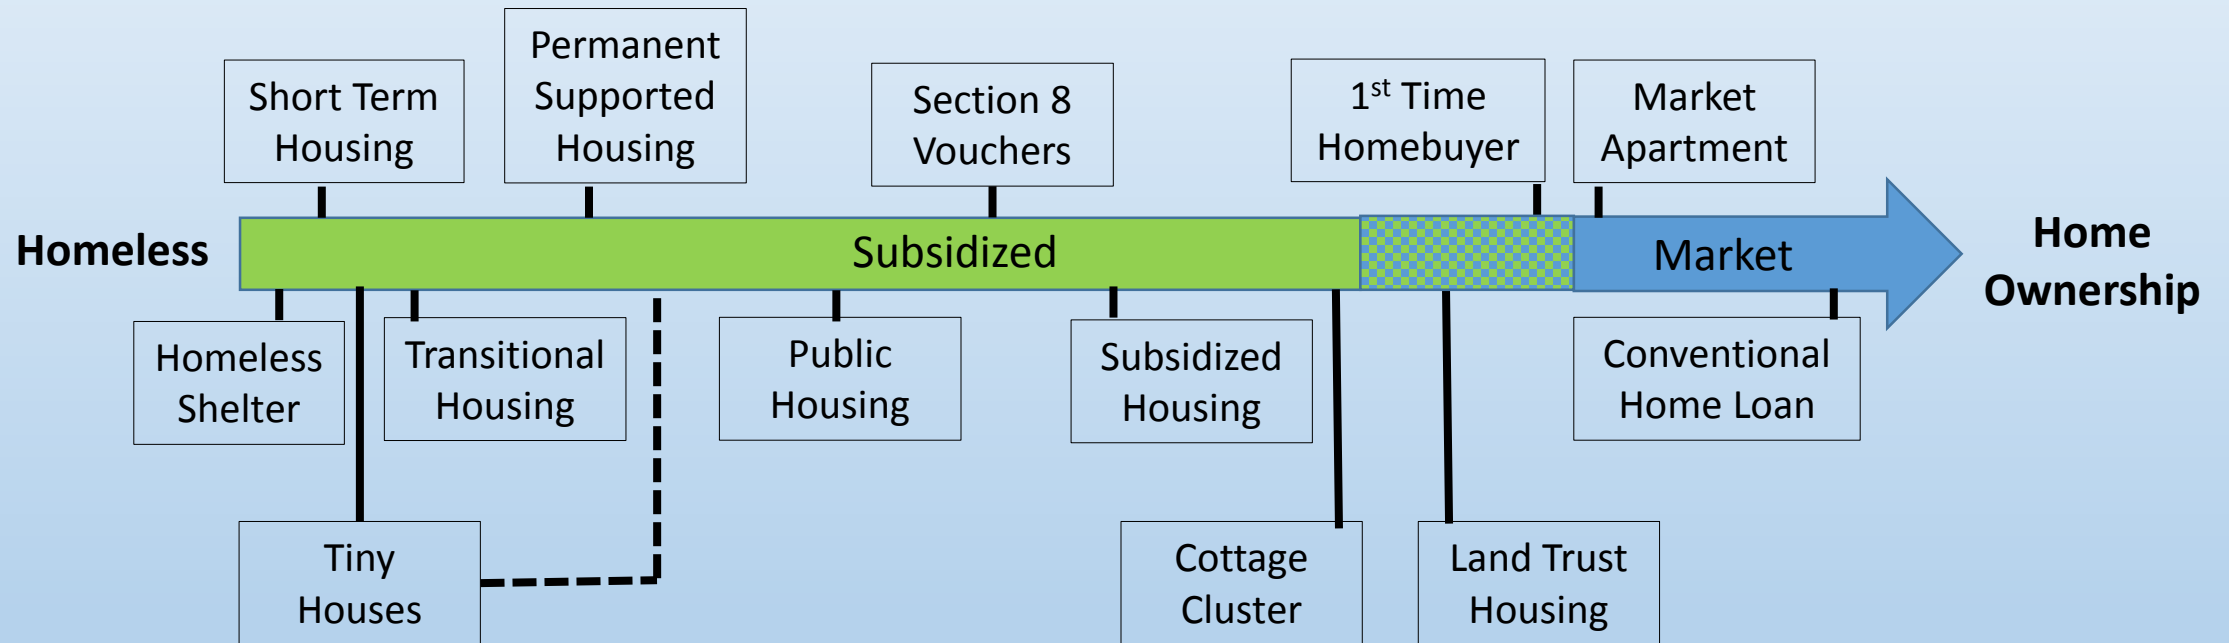 Short Term
Housing
Permanent
Supported
Housing
Section 8
Vouchers
1st Time
Homebuyer
Market
Apartment
Homeless
Subsidized
Market
Home
Ownership
Homeless
Shelter
Transitional
Housing
Public
Housing
Subsidized
Housing
Conventional
Home Loan
Tiny
Houses
Cottage
Cluster
Land Trust
Housing